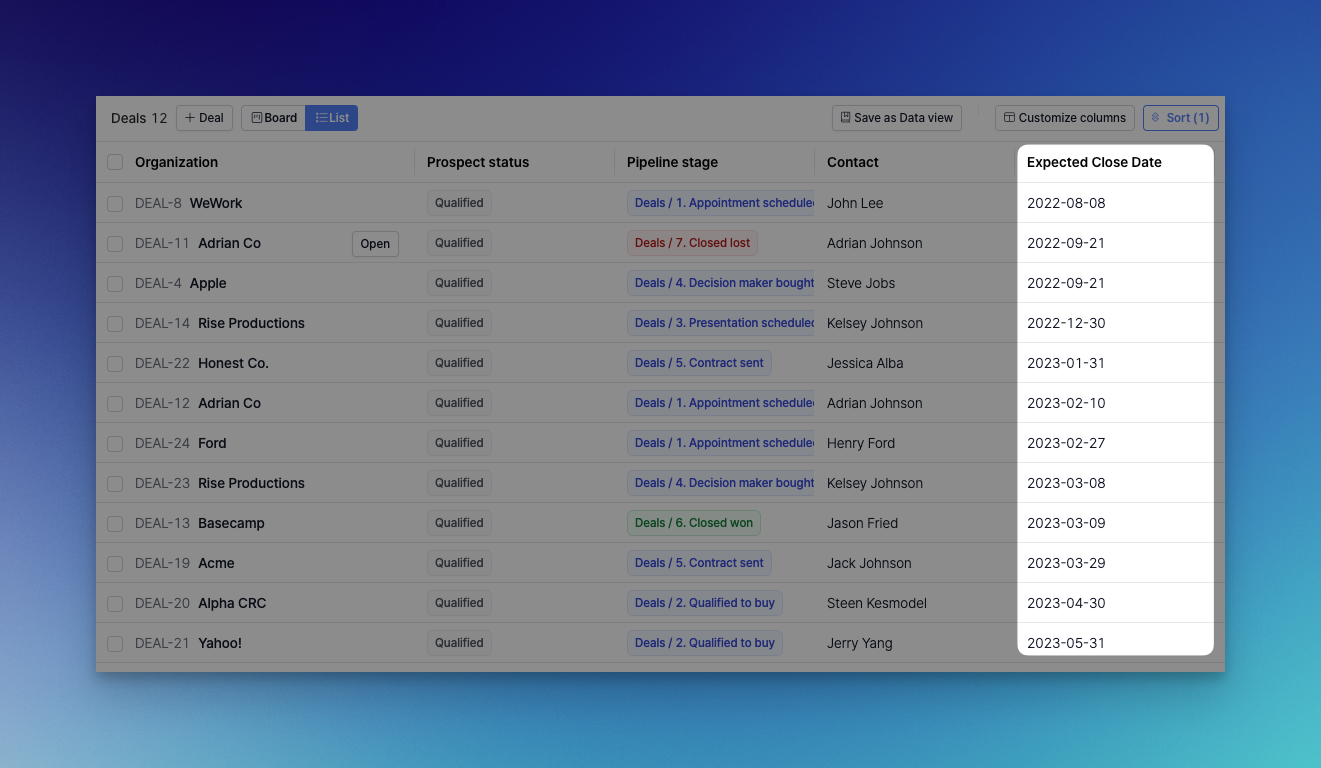 Deals 12 + Deal Board List Save as Data view Customize columns Sort (1)
Organization Prospect status Pipeline stage Contact Expected Close Date
DEAL-8 WeWork Qualified Deals / 1. Appointment schedule John Lee 2022-08-08
DEAL-11 Adrian Co Open Qualified Deals / 7. Closed lost Adrian Johnson 2022-09-21
DEAL-4 Apple Qualified Deals / 4. Decision maker bought Steve Jobs 2022-09-21
DEAL-14 Rise Productions Qualified Deals / 3. Presentation scheduled Kelsey Johnson 2022-12-30
DEAL-22 Honest Co. Qualified Deals / 5. Contract sent Jessica Alba 2023-01-31
DEAL-12 Adrian Co Qualified Deals / 1. Appointment schedule Adrian Johnson 2023-02-10
DEAL-24 Ford Qualified Deals / 1. Appointment schedule Henry Ford 2023-02-27
DEAL-23 Rise Productions Qualified Deals / 4. Decision maker bought Kelsey Johnson 2023-03-08
DEAL-13 Basecamp Qualified Deals / 6. Closed won Jason Fried 2023-03-09
DEAL-19 Acme Qualified Deals / 5. Contract sent Jack Johnson 2023-03-29
DEAL-20 Alpha CRC Qualified Deals / 2. Qualified to buy Steen Kesmodel 2023-04-30
DEAL-21 Yahoo! Qualified Deals / 2. Qualified to buy Jerry Yang 2023-05-31